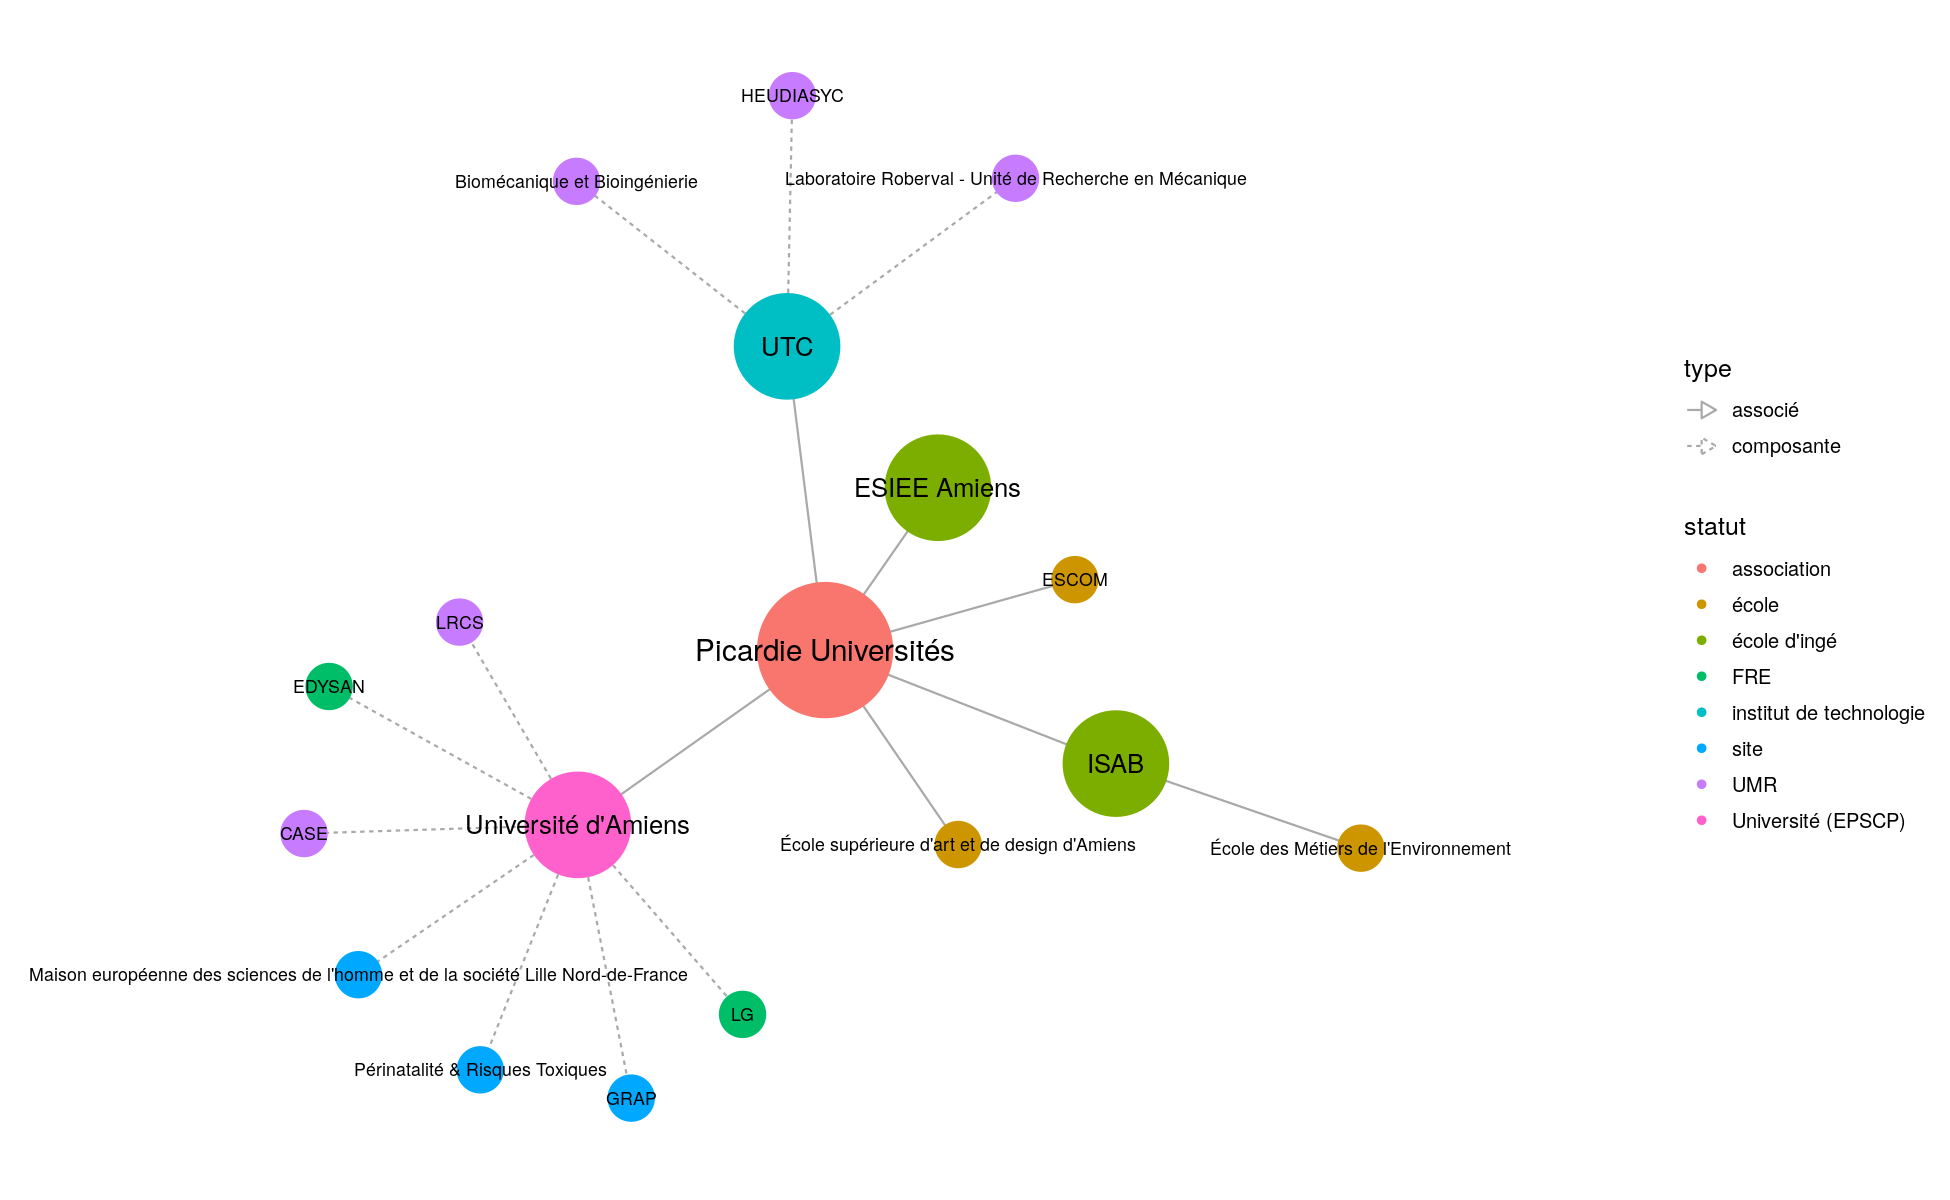 HEUDIASYC
Biomécanique et Bioingénierie
Laboratoire Roberval - Unité de Recherche en Mécanique
UTC
ESIEE Amiens
ESCOM
Picardie Universités
LRCS
EDYSAN
ISAB
Université d'Amiens
CASE
École supérieure d'art et de design d'Amiens
École des Métiers de l'Environnement
Maison européenne des sciences de l'homme et de la société Lille Nord-de-France
LG
Périnatalité & Risques Toxiques
GRAP
type
associé
composante
statut
association
école
école d'ingé
FRE
institut de technologie
site
UMR
Université (EPSCP)